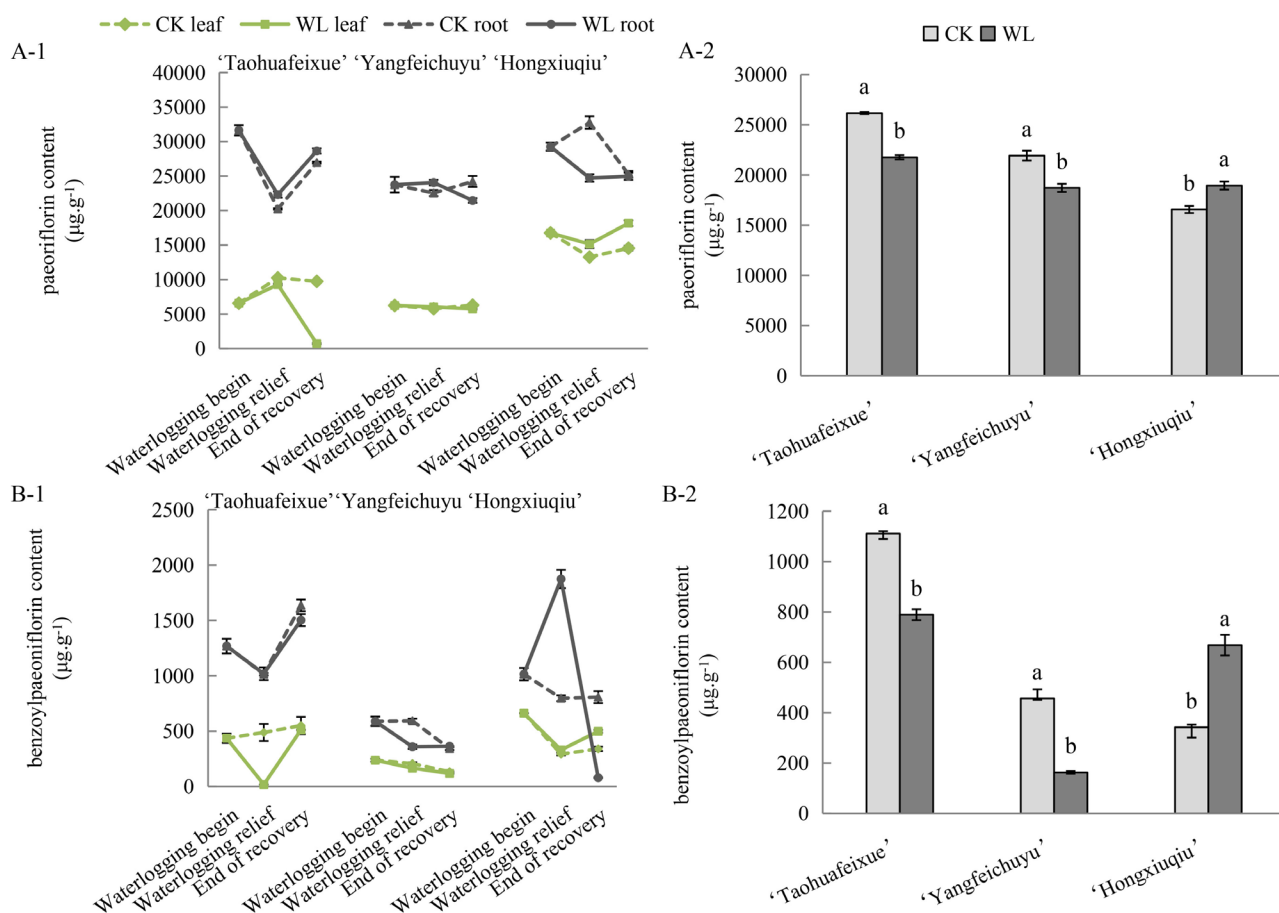 CK leaf WL leaf CK root WL root
A-1
‘Taohuafeixue’ ‘Yangfeichuyu’ ‘Hongxiuqiu’
paeoriflorin content
(μg.g-1)
40000
35000
30000
25000
20000
15000
10000
5000
0
Waterlogging begin
Waterlogging relief
End of recovery
Waterlogging begin
Waterlogging relief
End of recovery
Waterlogging begin
Waterlogging relief
End of recovery
CK WL
A-2
paeoriflorin content
(μg.g-1)
30000
25000
20000
15000
10000
5000
0
a
b
a
b
b
a
‘Taohuafeixue’
‘Yangfeichuyu’
‘Hongxiuqiu’
B-1
‘Taohuafeixue’ ‘Yangfeichuyu ‘Hongxiuqiu’
benzoylpaeoniflorin content
(μg.g-1)
2500
2000
1500
1000
500
0
Waterlogging begin
Waterlogging relief
End of recovery
Waterlogging begin
Waterlogging relief
End of recovery
Waterlogging begin
Waterlogging relief
End of recovery
B-2
benzoylpaeoniflorin content
(μg.g-1)
1200
1000
800
600
400
200
0
a
b
a
b
b
a
‘Taohuafeixue’
‘Yangfeichuyu’
‘Hongxiuqiu’